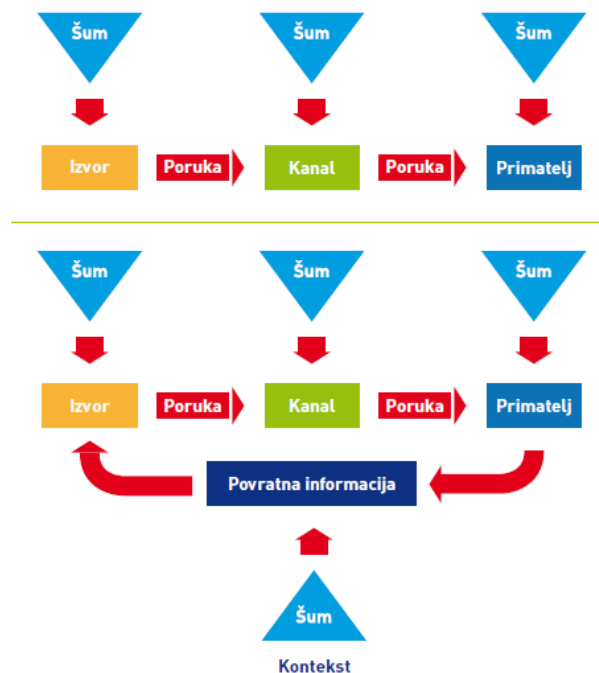 Šum Šum Šum
Izvor Poruka Kanal Poruka Primatelj
Šum Šum Šum
Izvor Poruka Kanal Poruka Primatelj
Povratna informacija
Šum
Kontekst